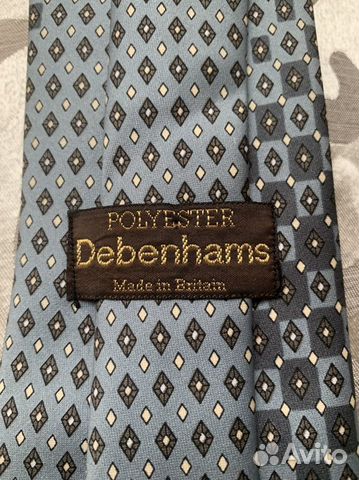 POLYESTER
Debenhams
Made in Britain
Avito